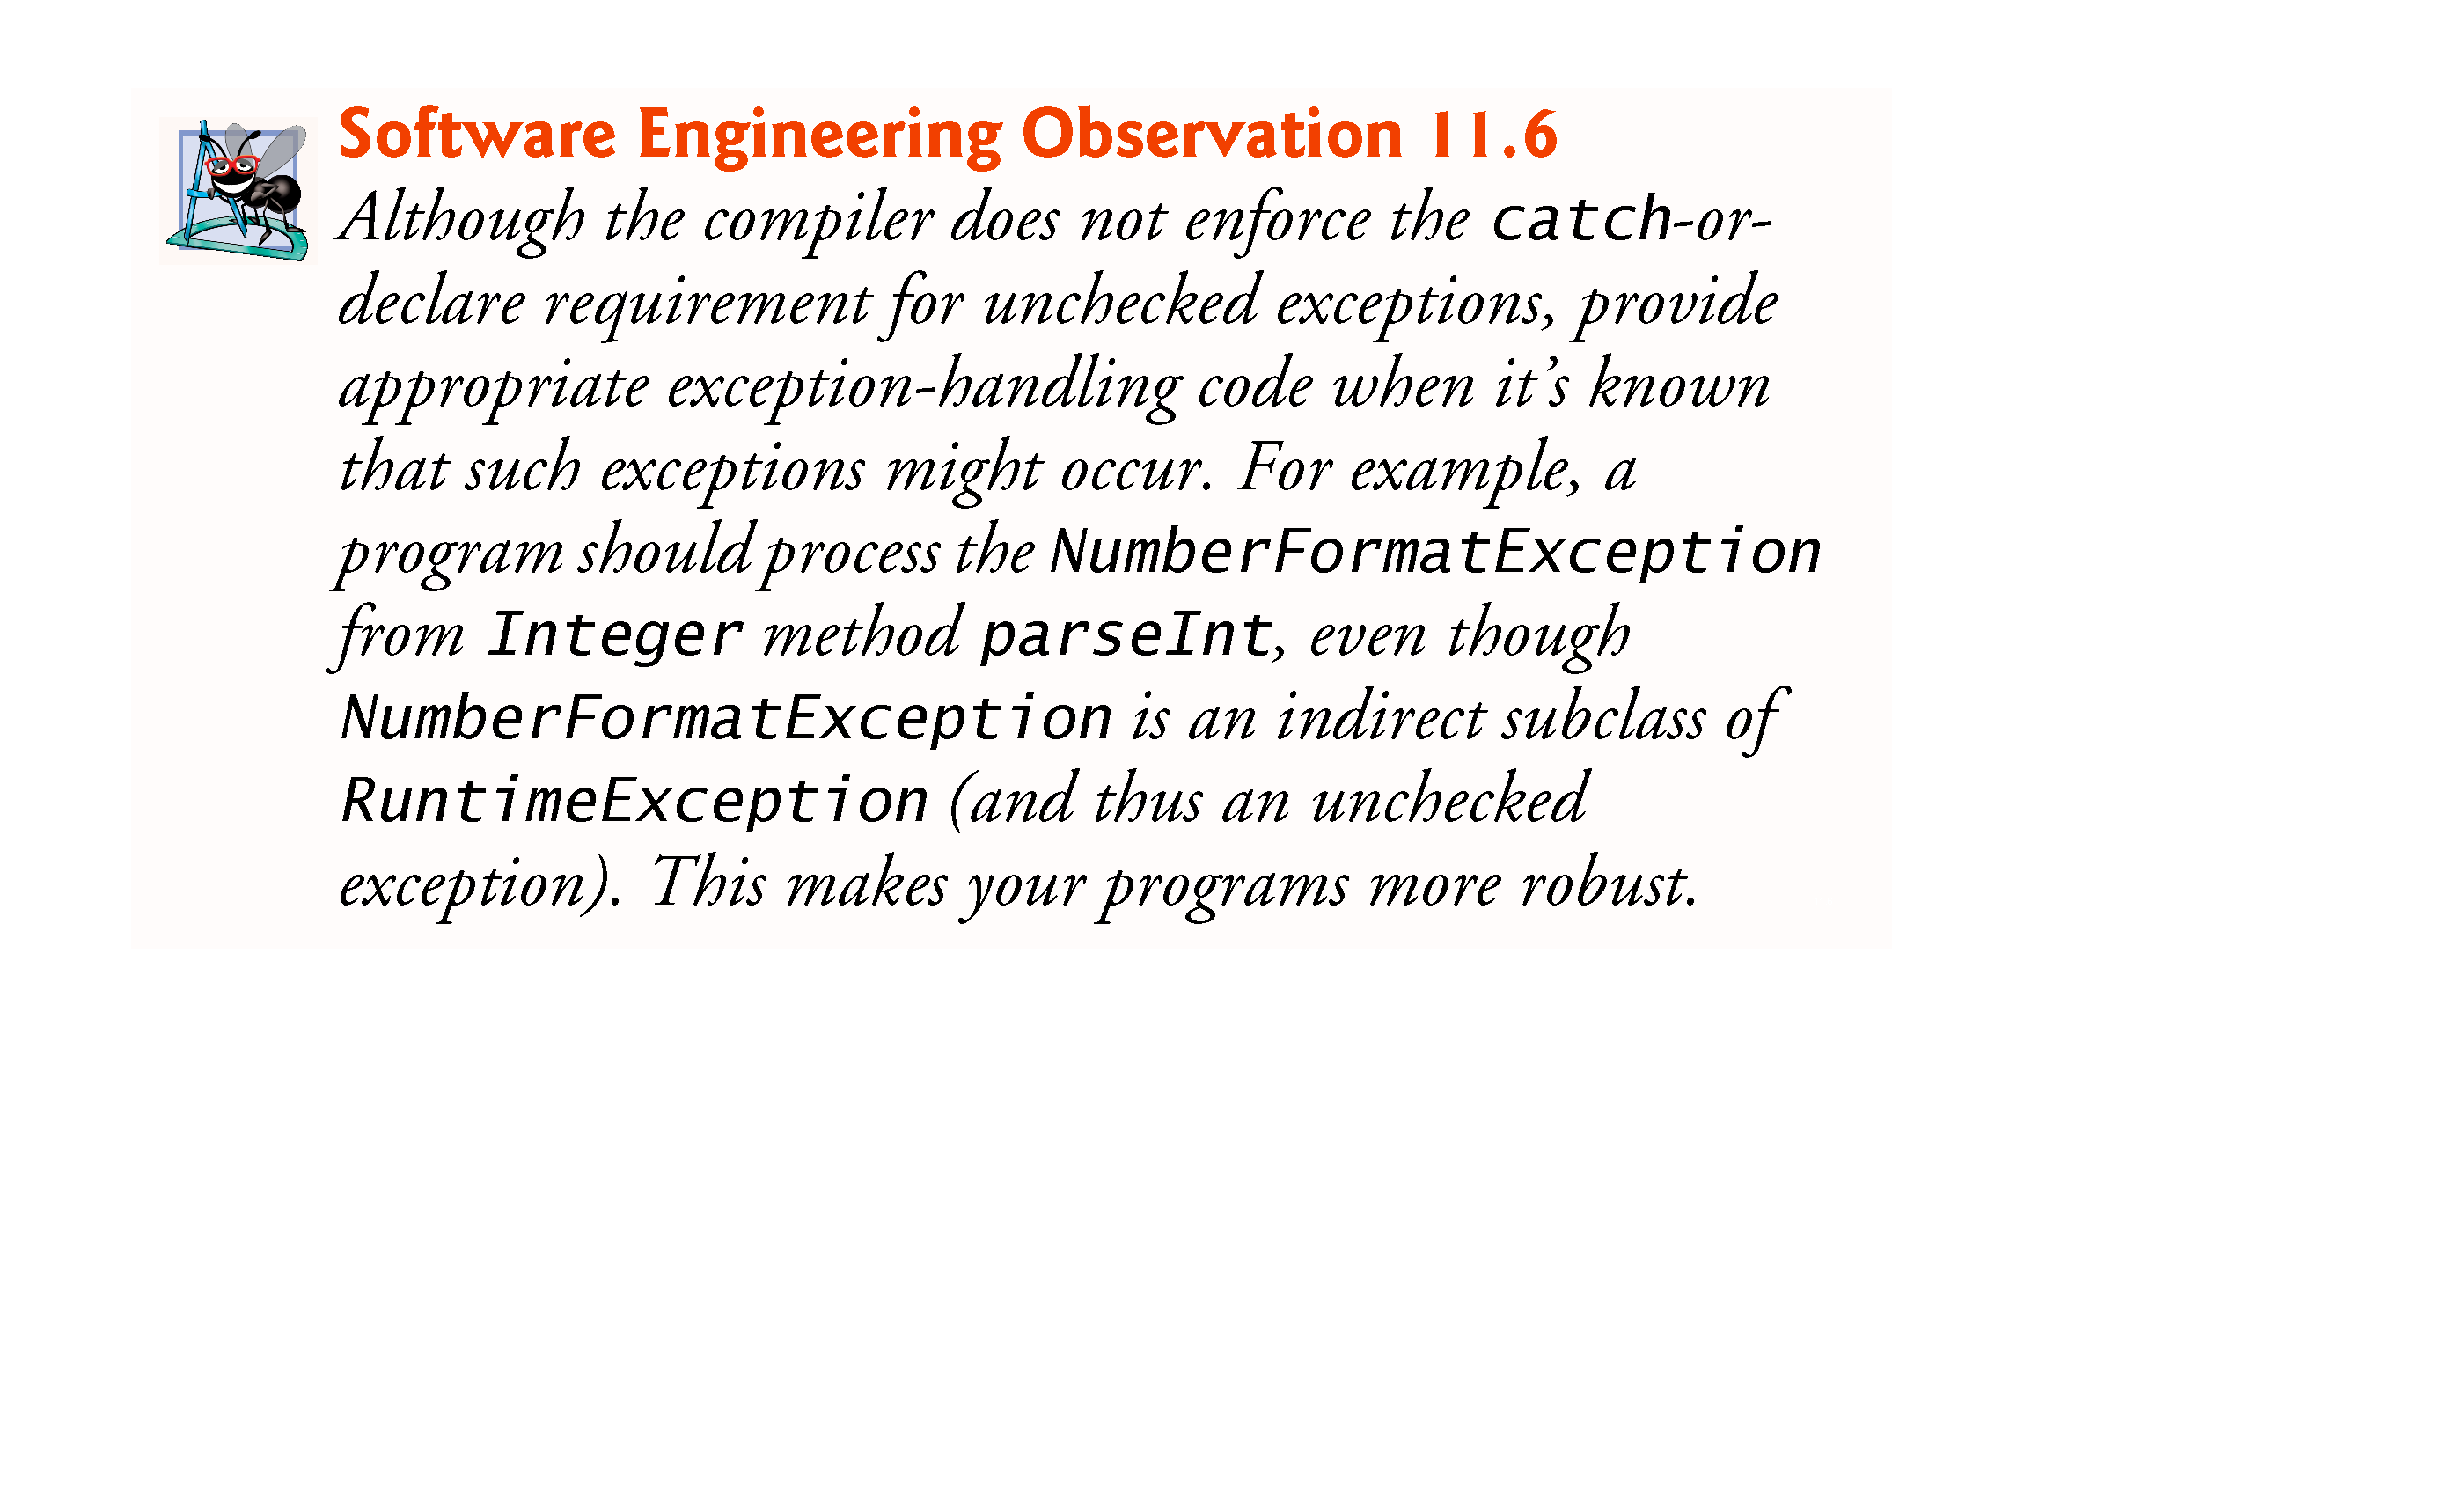 Software Engineering Observation 11.6
Although the compiler does not enforce the catch-or-
declare requirement for unchecked exceptions, provide
appropriate exception-handling code when it’s known
that such exceptions might occur. For example, a
program should process the NumberFormatException
from Integer method parseInt, even though
NumberFormatException is an indirect subclass of
RuntimeException (and thus an unchecked
exception). This makes your programs more robust.